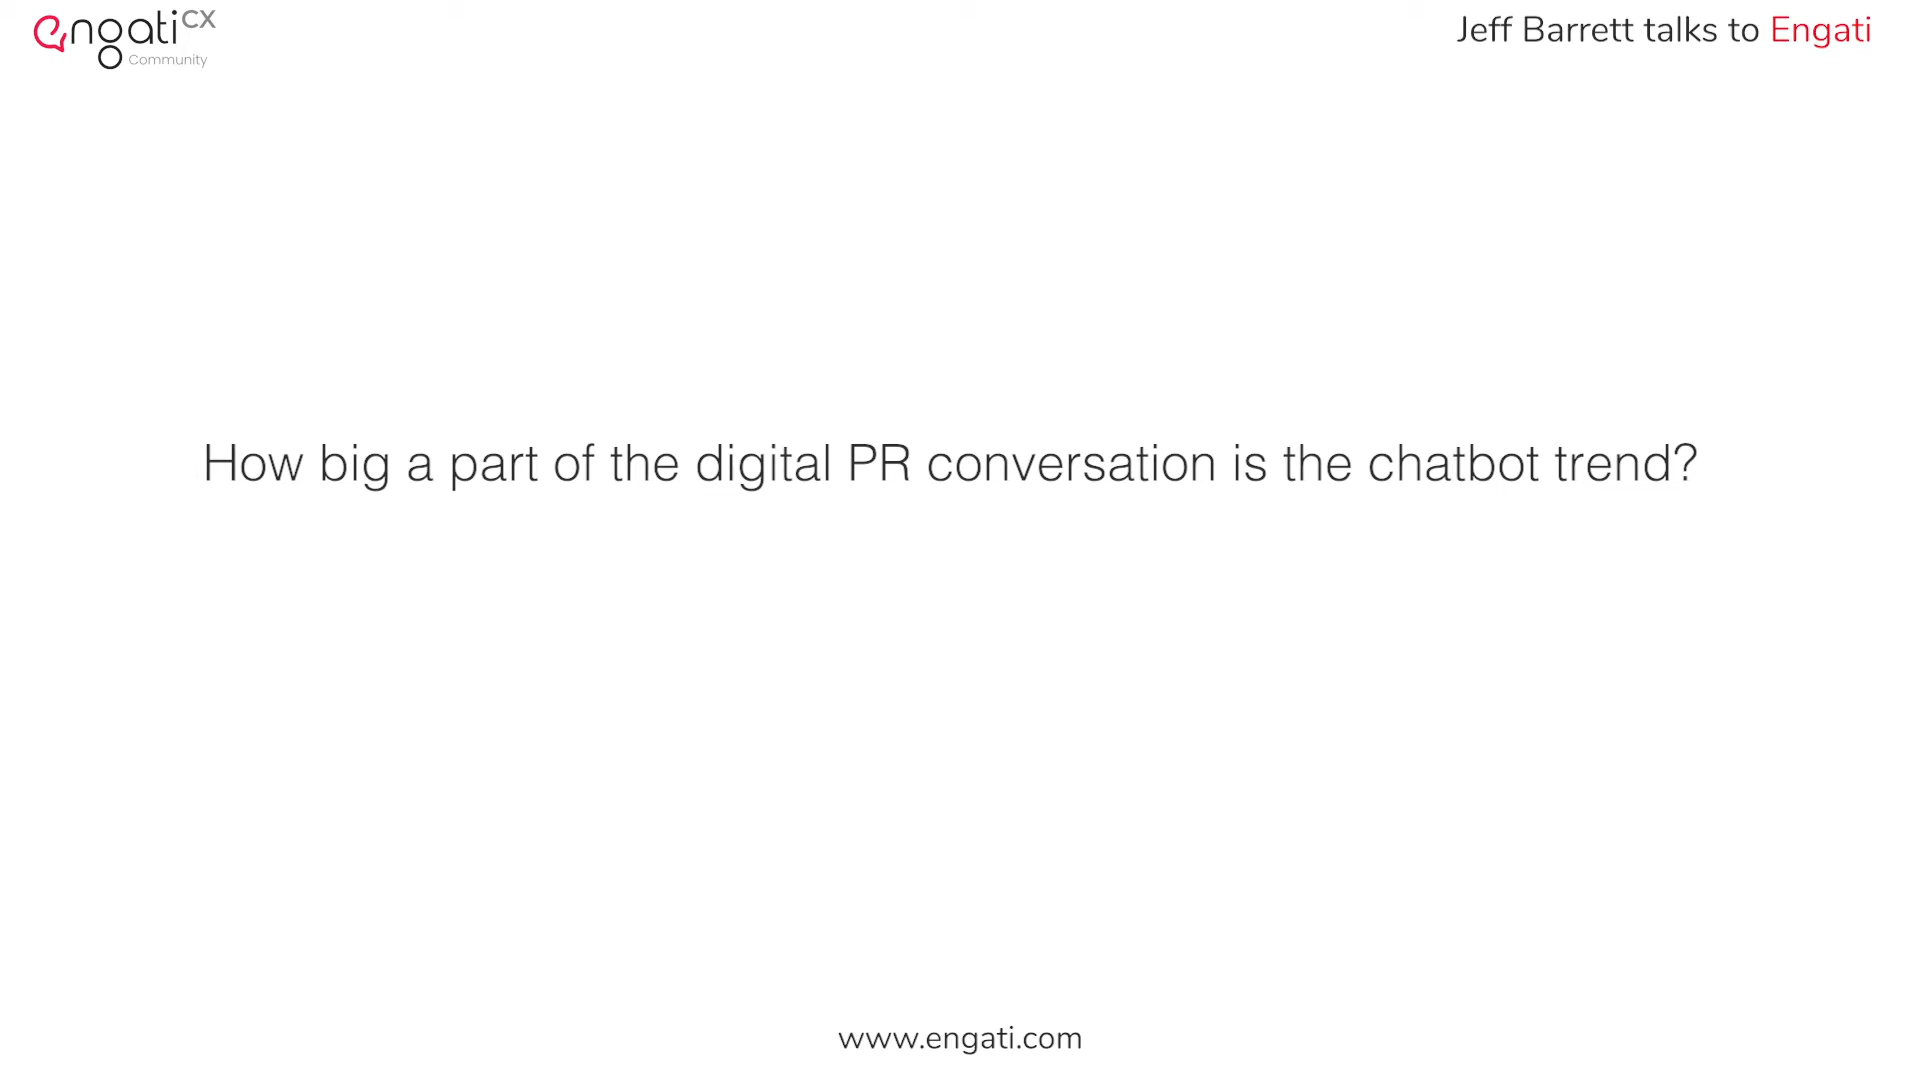 engati CX
Community
Jeff Barrett talks to Engati
How big a part of the digital PR conversation is the chatbot trend?
www.engati.com